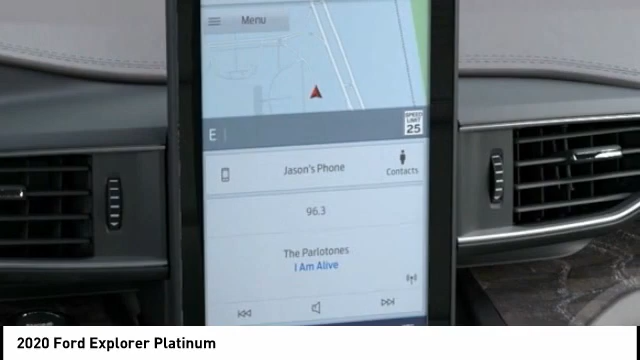 Menu
E
SPEED
LIMIT
25
Jason's Phone
Contacts
96.3
The Parlotones
I Am Alive
2020 Ford Explorer Platinum